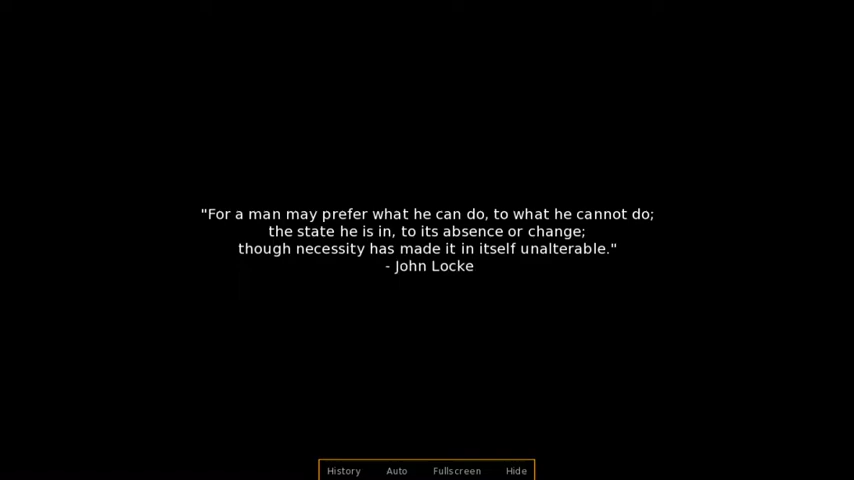 "For a man may prefer what he can do, to what he cannot do;
the state he is in, to its absence or change;
though necessity has made it in itself unalterable."
- John Locke
History Auto Fullscreen Hide